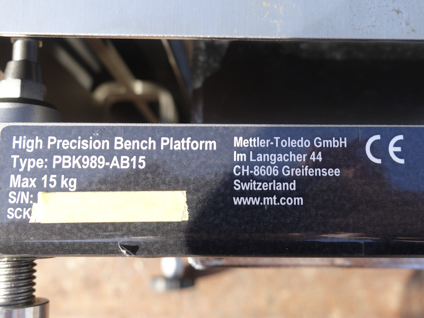 High Precision Bench Platform
Type: PBK989-AB15
Max 15 kg
S/N:
SCK
Mettler-Toledo GmbH
Im Langacher 44
CH-8606 Greifensee
Switzerland
www.mt.com
CE